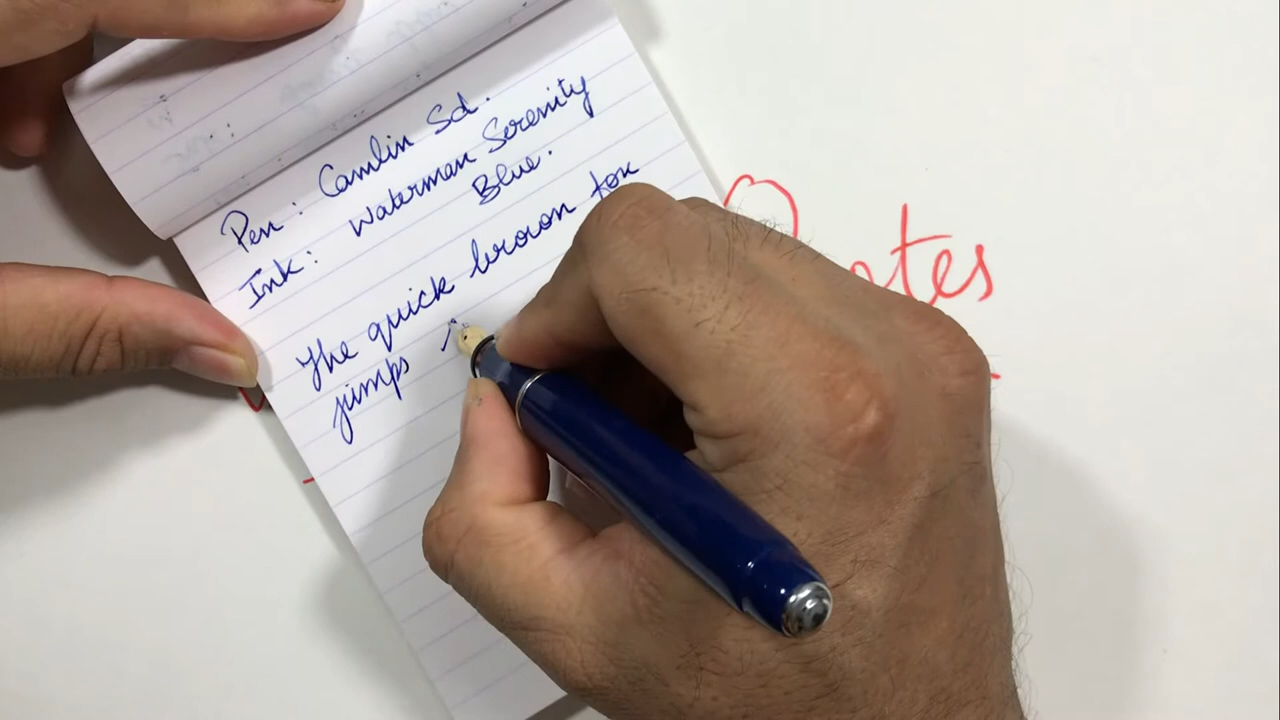 Pen: Camlin Sd.
Ink: Waterman Serenity
Blue.
The quick brown fox
jumps